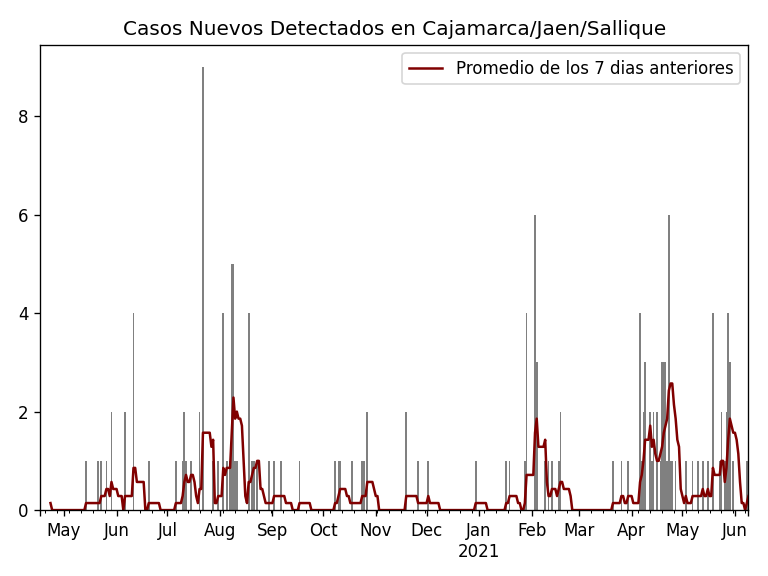 Casos Nuevos Detectados en Cajamarca/Jaen/Sallique
Promedio de los 7 dias anteriores
8
6
4
2
0
May Jun Jul Aug Sep Oct Nov Dec Jan Feb Mar Apr May Jun
2021